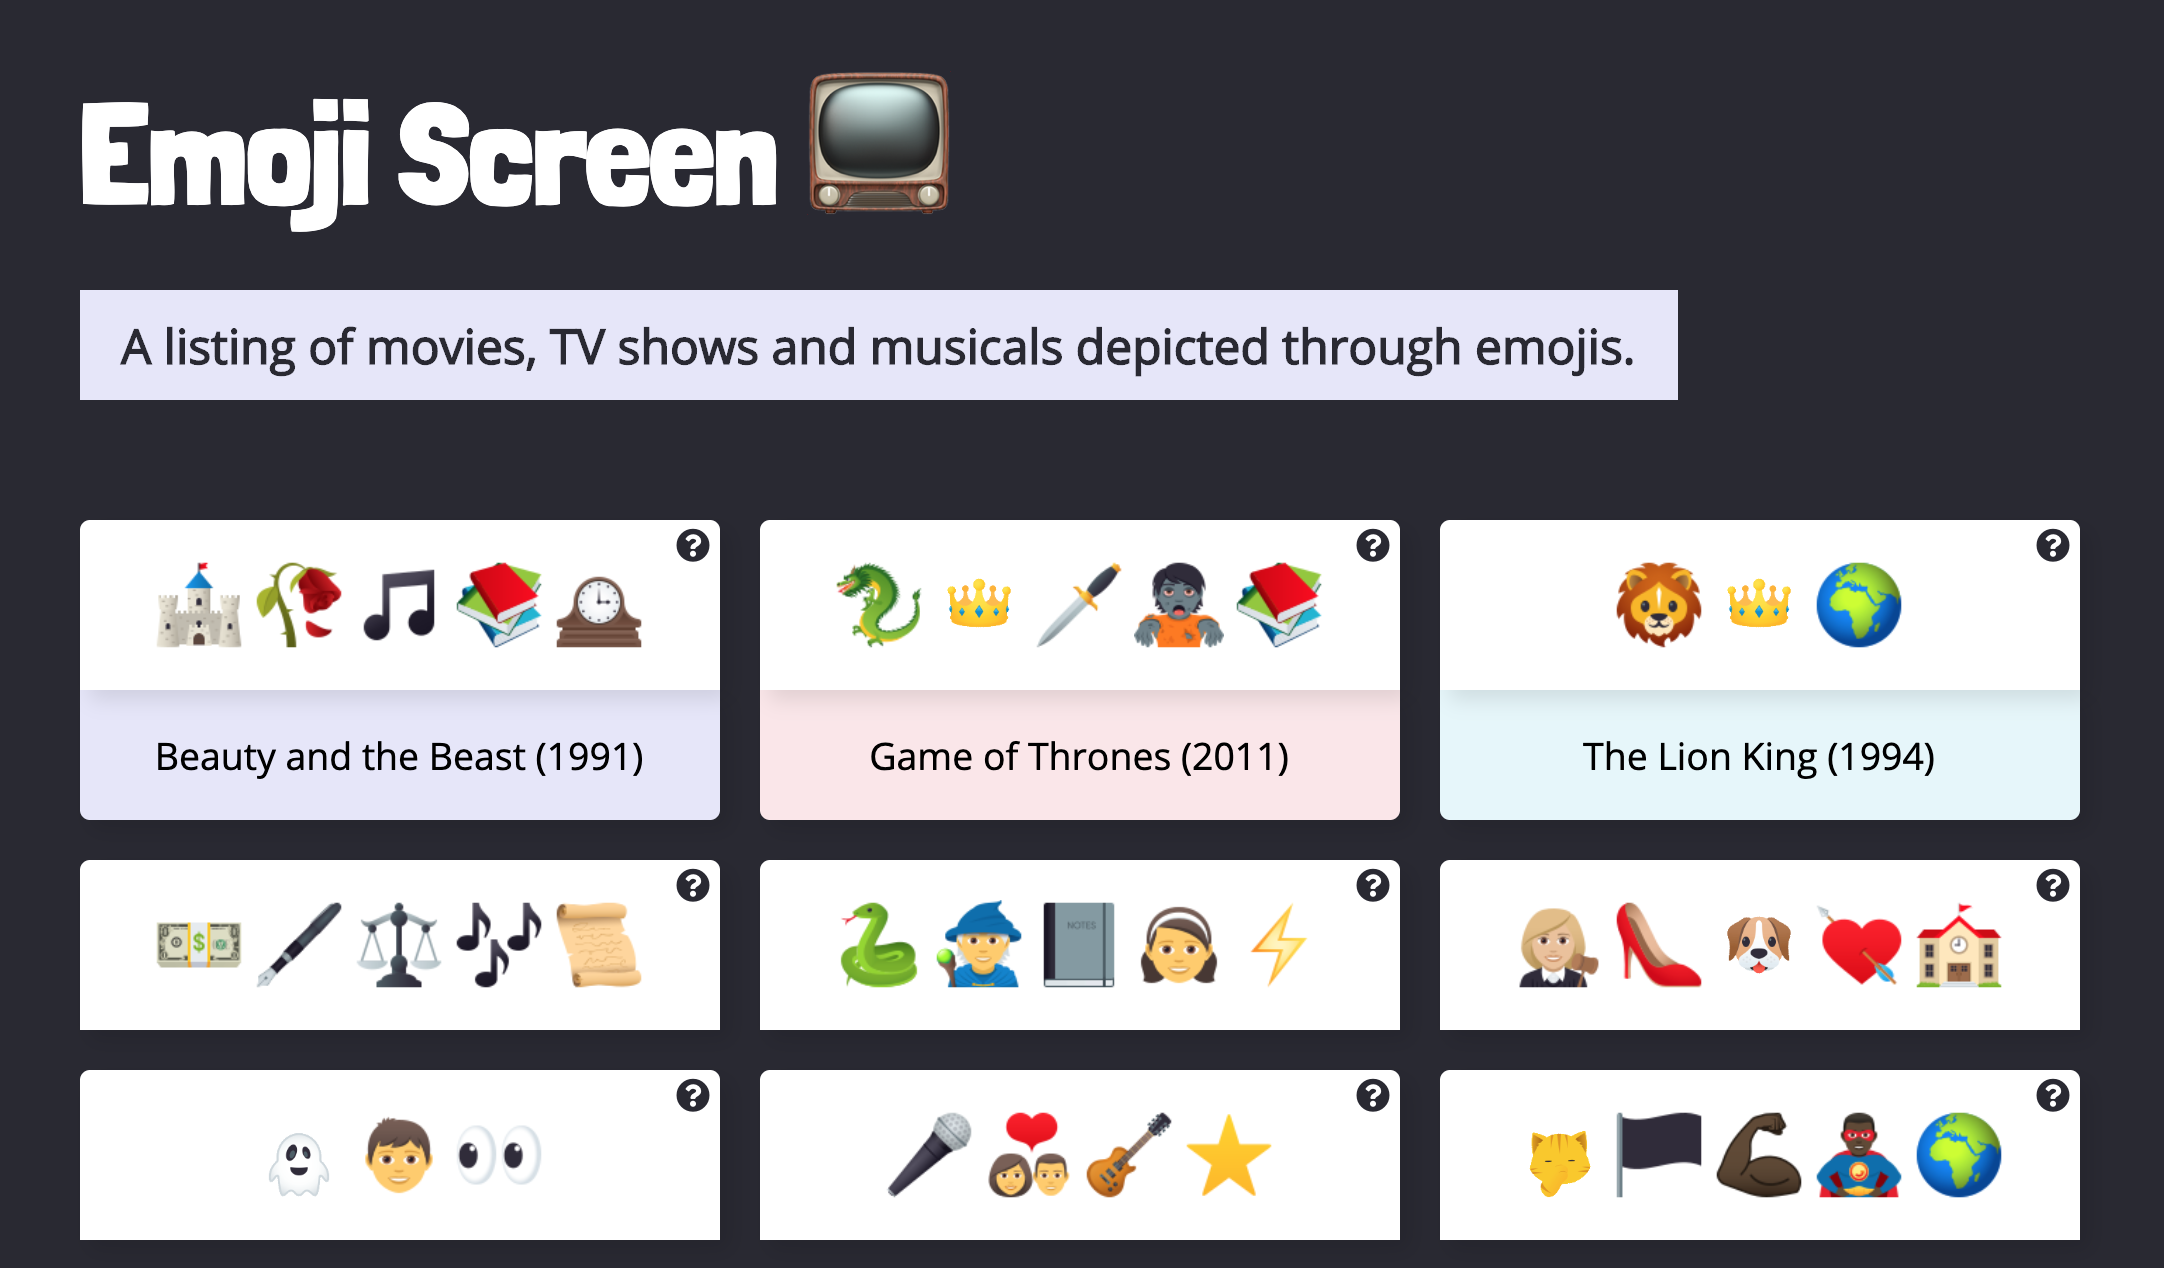 Emoji Screen
A listing of movies, TV shows and musicals depicted through emojis.
Beauty and the Beast (1991)
Game of Thrones (2011)
The Lion King (1994)
NOTES